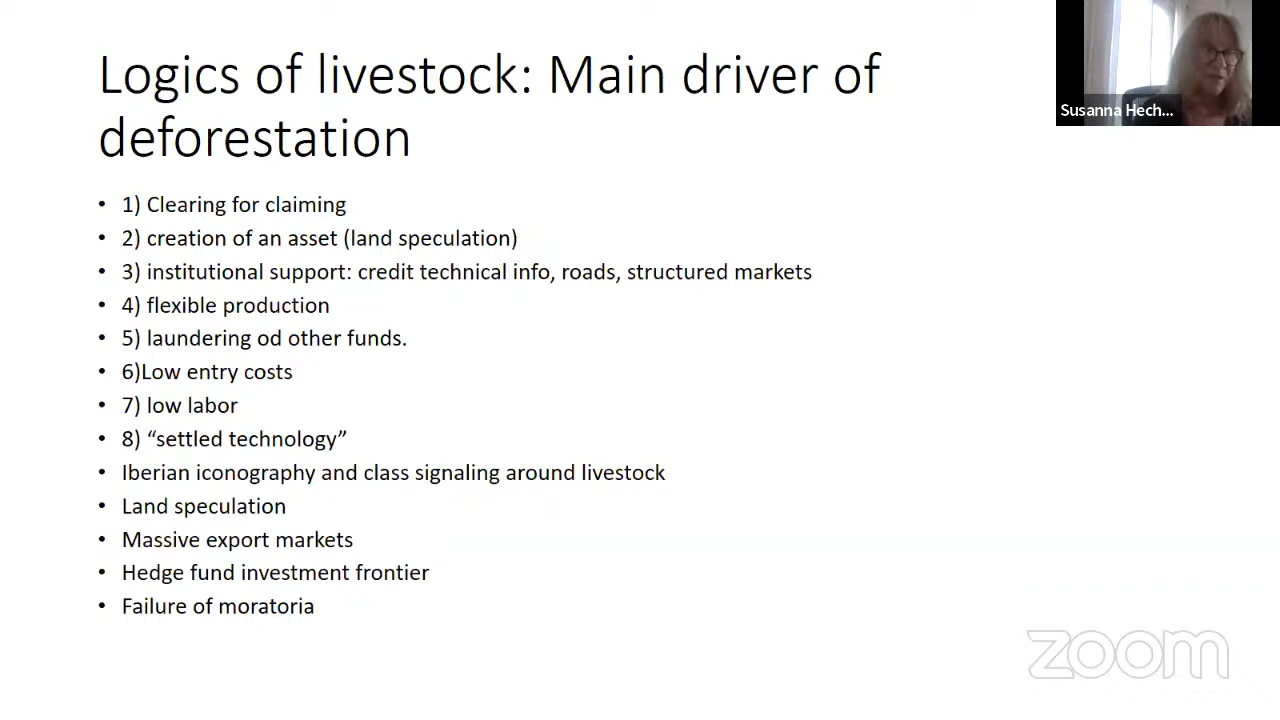 Logics of livestock: Main driver of
deforestation
Susanna Hech...
• 1) Clearing for claiming
• 2) creation of an asset (land speculation)
• 3) institutional support: credit technical info, roads, structured markets
• 4) flexible production
• 5) laundering od other funds.
• 6)Low entry costs
• 7) low labor
• 8) “settled technology”
• Iberian iconography and class signaling around livestock
• Land speculation
• Massive export markets
• Hedge fund investment frontier
• Failure of moratoria
zoom